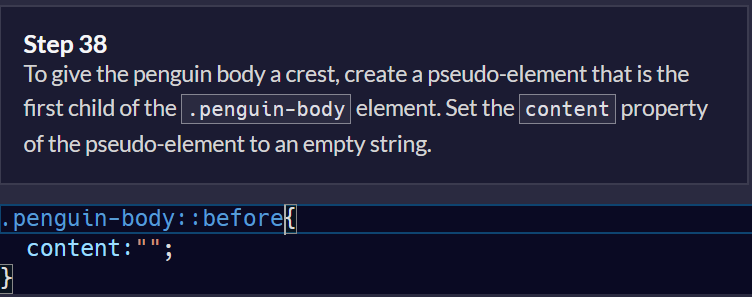 Step 38
To give the penguin body a crest, create a pseudo-element that is the
first child of the .penguin-body element. Set the content property
of the pseudo-element to an empty string.
.penguin-body::before{
content:"";
}